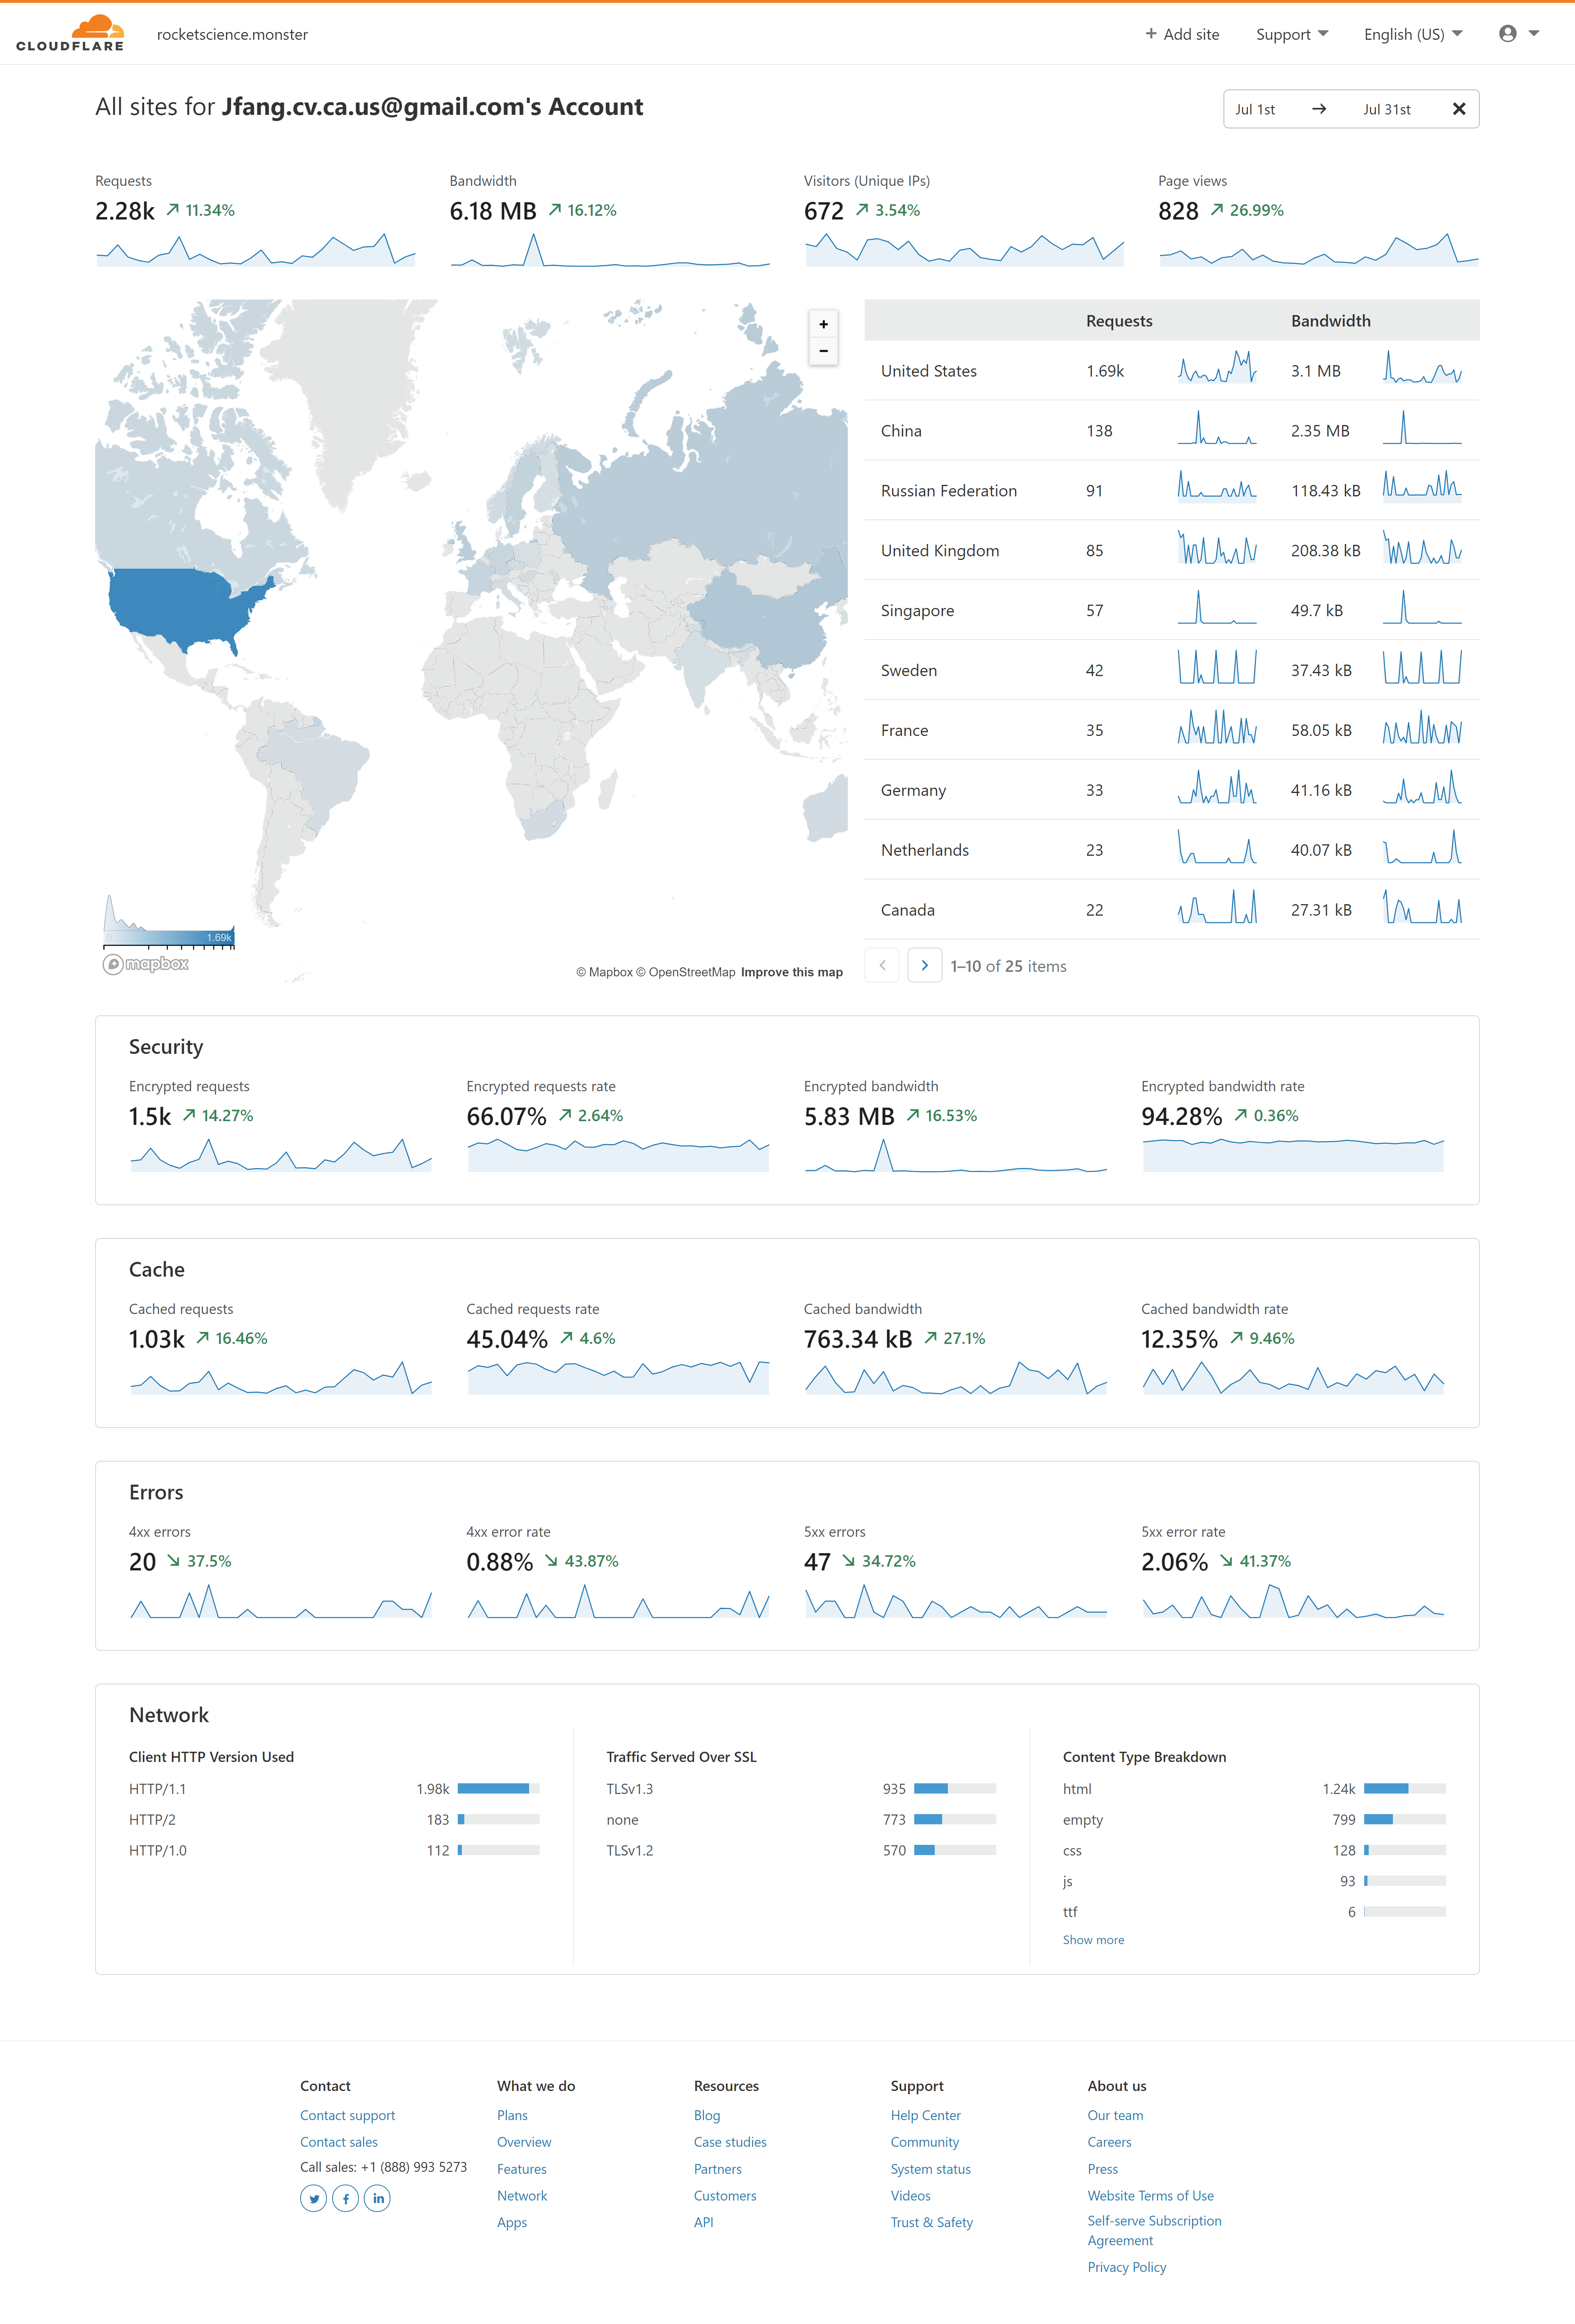 CLOUDFLARE
rocketscience.monster
+ Add site
Support
English (US)
All sites for Jfang.cv.ca.us@gmail.com's Account
Jul 1st → Jul 31st
Requests
2.28k 11.34%
Bandwidth
6.18 MB 16.12%
Visitors (Unique IPs)
672 3.54%
Page views
828 26.99%
+
−
0 1.69k
mapbox
© Mapbox © OpenStreetMap Improve this map
Requests Bandwidth
United States 1.69k 3.1 MB
China 138 2.35 MB
Russian Federation 91 118.43 kB
United Kingdom 85 208.38 kB
Singapore 57 49.7 kB
Sweden 42 37.43 kB
France 35 58.05 kB
Germany 33 41.16 kB
Netherlands 23 40.07 kB
Canada 22 27.31 kB
1–10 of 25 items
Security
Encrypted requests
1.5k 14.27%
Encrypted requests rate
66.07% 2.64%
Encrypted bandwidth
5.83 MB 16.53%
Encrypted bandwidth rate
94.28% 0.36%
Cache
Cached requests
1.03k 16.46%
Cached requests rate
45.04% 4.6%
Cached bandwidth
763.34 kB 27.1%
Cached bandwidth rate
12.35% 9.46%
Errors
4xx errors
20 37.5%
4xx error rate
0.88% 43.87%
5xx errors
47 34.72%
5xx error rate
2.06% 41.37%
Network
Client HTTP Version Used
HTTP/1.1 1.98k
HTTP/2 183
HTTP/1.0 112
Traffic Served Over SSL
TLSv1.3 935
none 773
TLSv1.2 570
Content Type Breakdown
html 1.24k
empty 799
css 128
js 93
ttf 6
Show more
Contact
Contact support
Contact sales
Call sales: +1 (888) 993 5273
What we do
Plans
Overview
Features
Network
Apps
Resources
Blog
Case studies
Partners
Customers
API
Support
Help Center
Community
System status
Videos
Trust & Safety
About us
Our team
Careers
Press
Website Terms of Use
Self-serve Subscription
Agreement
Privacy Policy